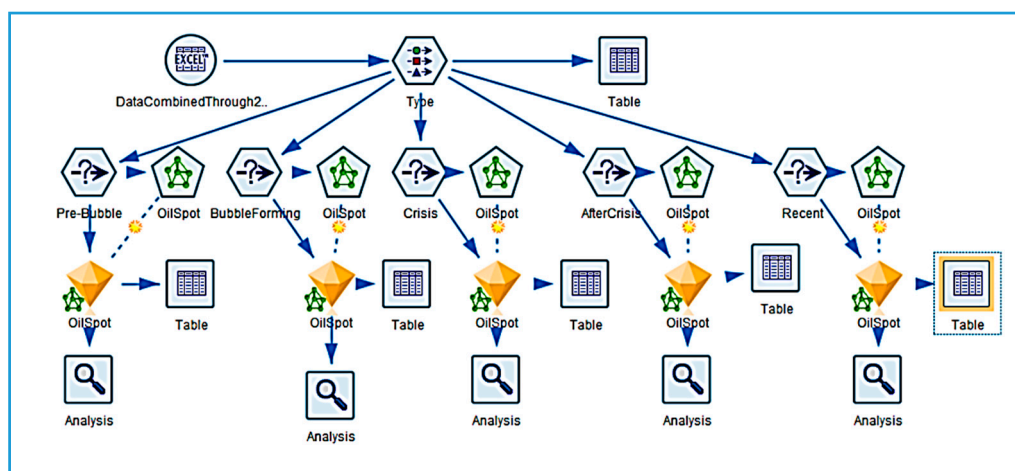 EXCEL
DataCombinedThrough2..
Type
Table
Pre-Bubble
OilSpot
BubbleForming
OilSpot
Crisis
OilSpot
AfterCrisis
OilSpot
Recent
OilSpot
OilSpot
Table
OilSpot
Table
OilSpot
Table
OilSpot
Table
OilSpot
Table
Analysis
Analysis
Analysis
Analysis
Analysis